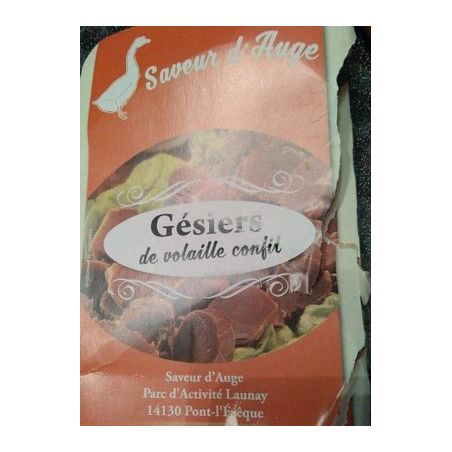 Saveur d'Auge
Gésiers
de volaille confit
Saveur d'Auge
Parc d'Activité Launay
14130 Pont-l'Évêque